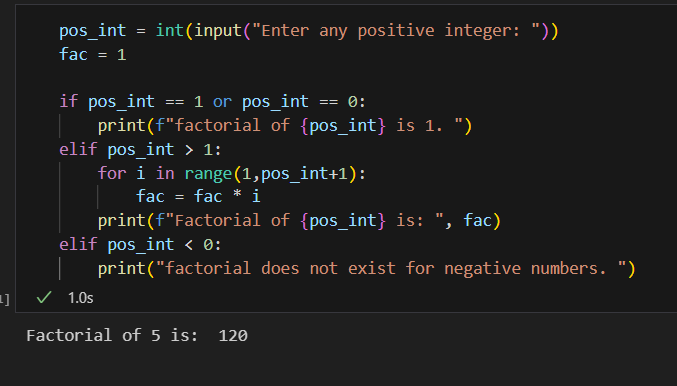 pos_int = int(input("Enter any positive integer: "))
fac = 1
if pos_int == 1 or pos_int == 0:
    print(f"factorial of {pos_int} is 1. ")
elif pos_int > 1:
    for i in range(1,pos_int+1):
        fac = fac * i
    print(f"Factorial of {pos_int} is: ", fac)
elif pos_int < 0:
    print("factorial does not exist for negative numbers. ")
] ✓ 1.0s
Factorial of 5 is:  120